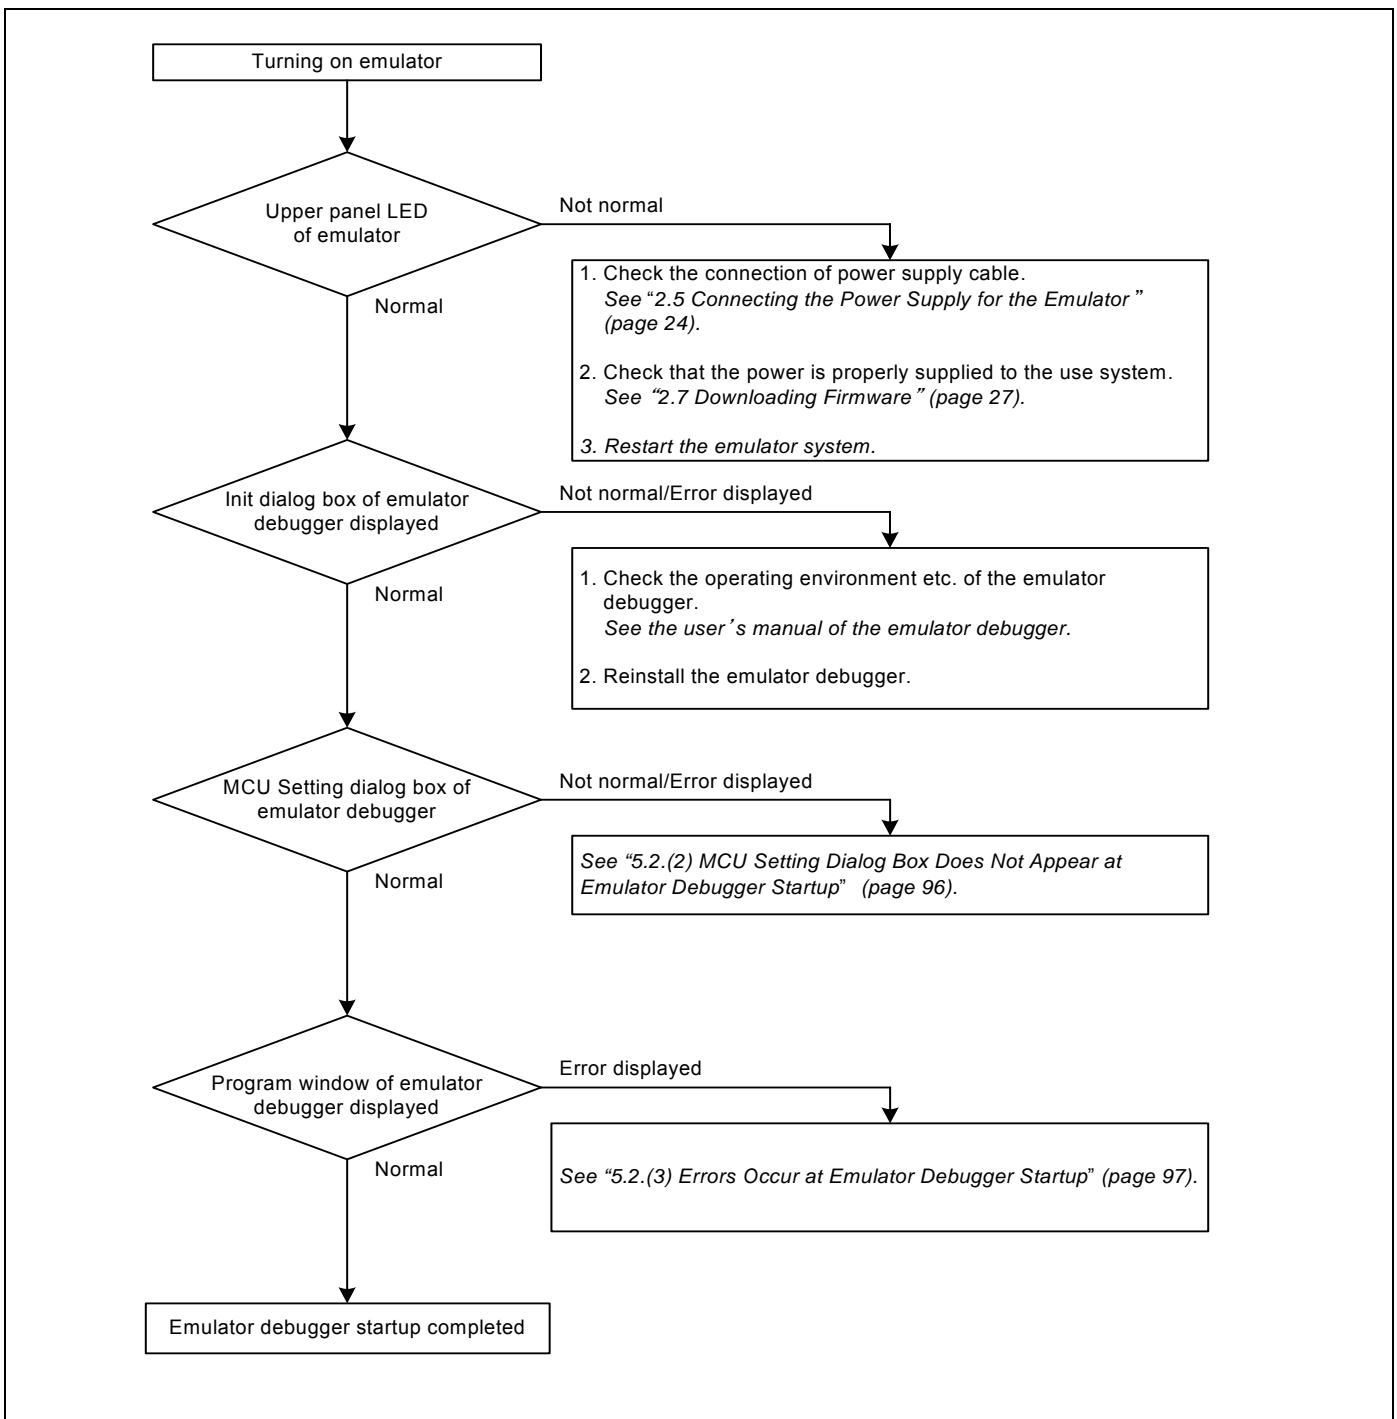 Turning on emulator
Upper panel LED
of emulator
Not normal
Normal
1. Check the connection of power supply cable.
See “2.5 Connecting the Power Supply for the Emulator ”
(page 24).
2. Check that the power is properly supplied to the use system.
See “2.7 Downloading Firmware” (page 27).
3. Restart the emulator system.
Init dialog box of emulator
debugger displayed
Not normal/Error displayed
Normal
1. Check the operating environment etc. of the emulator
debugger.
See the user’s manual of the emulator debugger.
2. Reinstall the emulator debugger.
MCU Setting dialog box of
emulator debugger
Not normal/Error displayed
Normal
See “5.2.(2) MCU Setting Dialog Box Does Not Appear at
Emulator Debugger Startup” (page 96).
Program window of emulator
debugger displayed
Error displayed
Normal
See “5.2.(3) Errors Occur at Emulator Debugger Startup” (page 97).
Emulator debugger startup completed